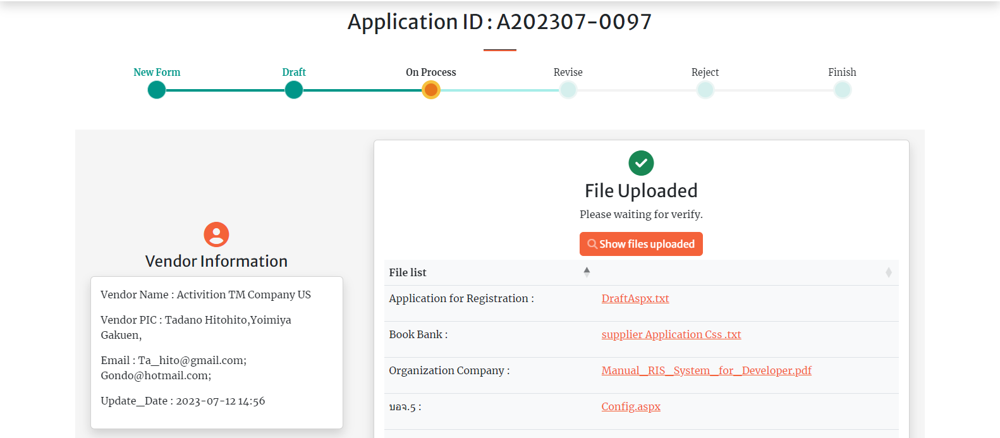 Application ID : A202307-0097
New Form
Draft
On Process
Revise
Reject
Finish
Vendor Information
Vendor Name : Activition TM Company US
Vendor PIC : Tadano Hitohito,Yoimiya
Gakuen,
Email : Ta_hito@gmail.com;
Gondo@hotmail.com;
Update_Date : 2023-07-12 14:56
File Uploaded
Please waiting for verify.
Show files uploaded
File list
Application for Registration : DraftAspx.txt
Book Bank : supplier Application Css .txt
Organization Company : Manual_RIS_System_for_Developer.pdf
บอจ.5 : Config.aspx